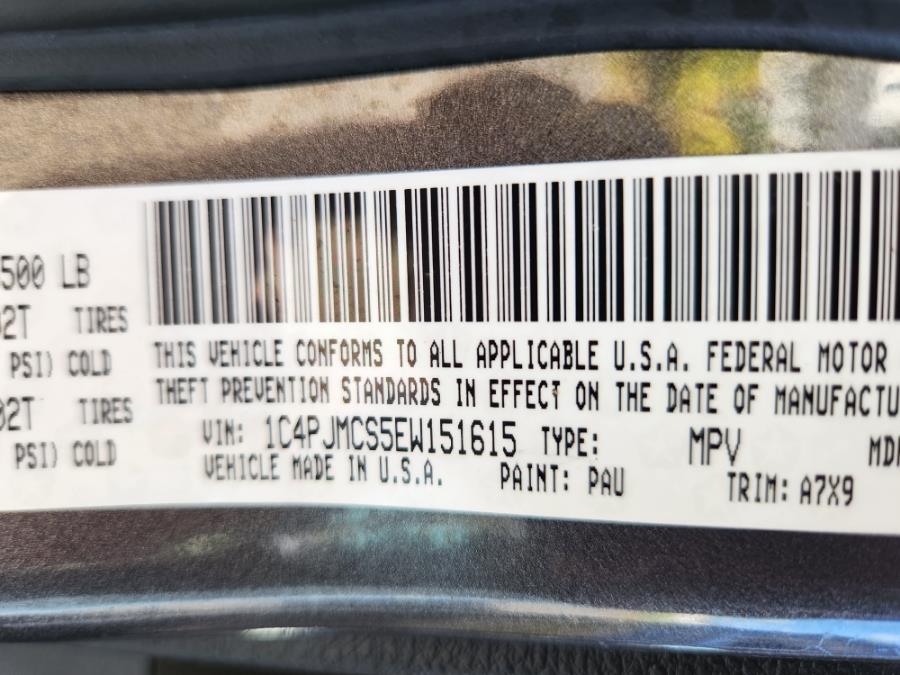 500 LB
02T TIRES
PSI) COLD
02T TIRES
PSI) COLD
THIS VEHICLE CONFORMS TO ALL APPLICABLE U.S.A. FEDERAL MOTOR
THEFT PREVENTION STANDARDS IN EFFECT ON THE DATE OF MANUFACTU
VIN: 1C4PJMCS5EW151615 TYPE: MPV MD
VEHICLE MADE IN U.S.A. PAINT: PAU TRIM: A7X9